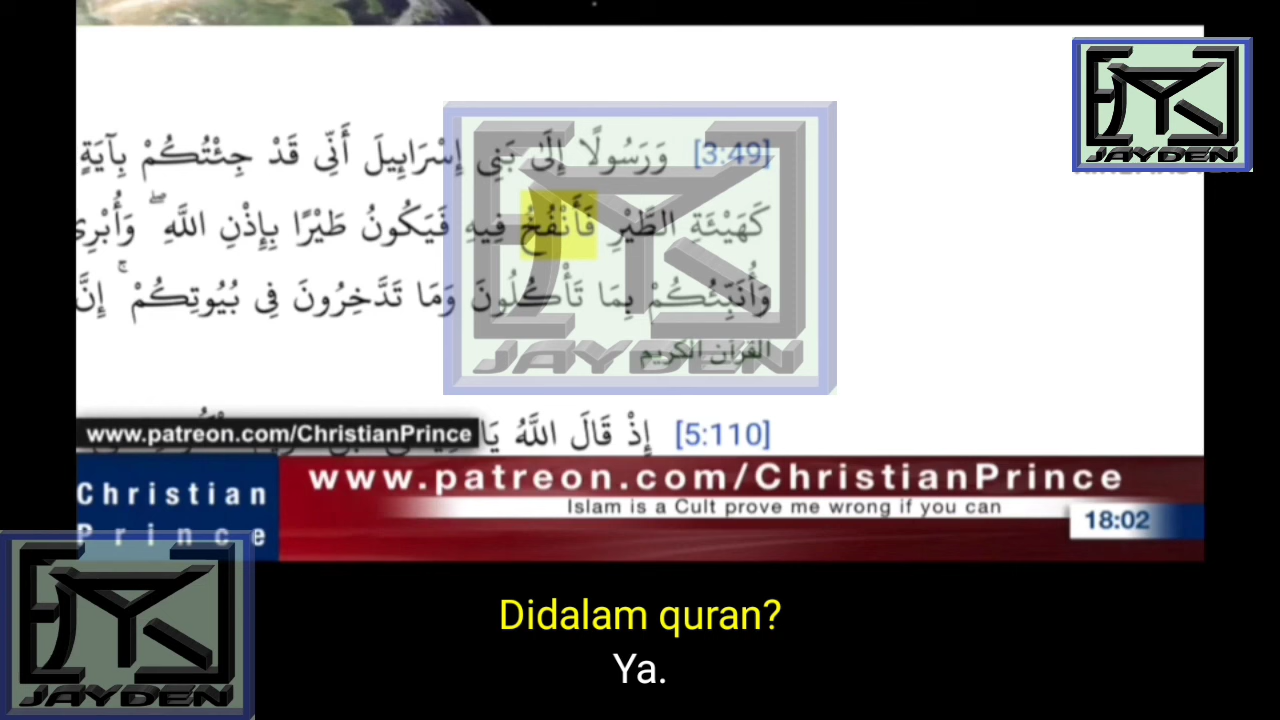 [3:49] وَرَسُولًا إِلَىٰ بَنِي إِسْرَائِيلَ أَنِّي قَدْ جِئْتُكُمْ بِآيَةٍ
كَهَيْئَةِ الطَّيْرِ فَأَنْفُخُ فِيهِ فَيَكُونُ طَيْرًا بِإِذْنِ اللَّهِ ۖ
وَأُنَبِّئُكُمْ بِمَا تَأْكُلُونَ وَمَا تَدَّخِرُونَ فِي بُيُوتِكُمْ ۚ إِنَّ
القرآن الكريم
[5:110] إِذْ قَالَ اللَّهُ
JAYDEN
JAYDEN
www.patreon.com/ChristianPrince
Christian
Prince
www.patreon.com/ChristianPrince
Islam is a Cult prove me wrong if you can
18:02
JAYDEN
Didalam quran?
Ya.